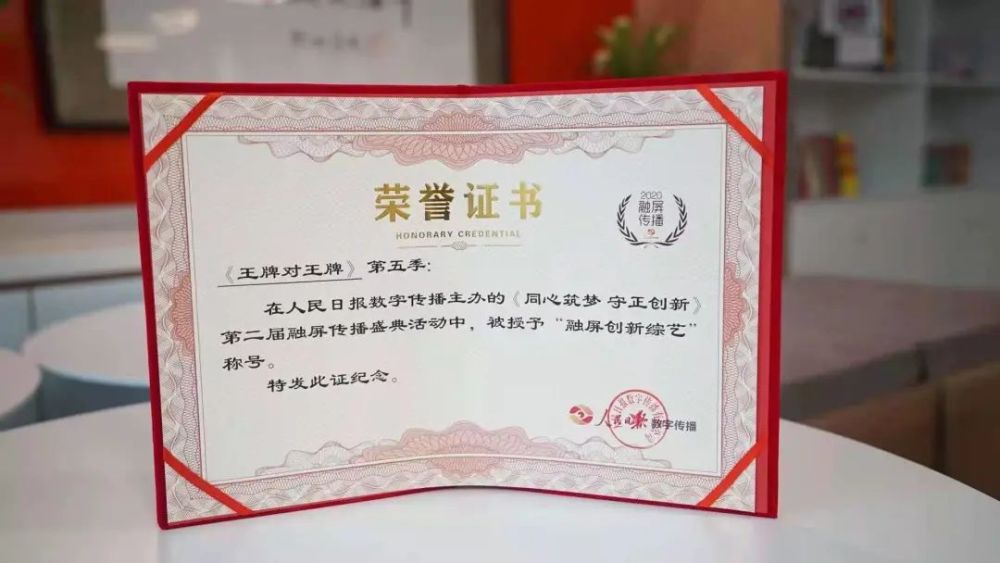 荣誉证书
HONORARY CREDENTIAL
2020
融屏
传播
《王牌对王牌》第五季：
在人民日报数字传播主办的《同心筑梦 守正创新》
第二届融屏传播盛典活动中，被授予“融屏创新综艺”
称号。
特发此证纪念。
数字传播